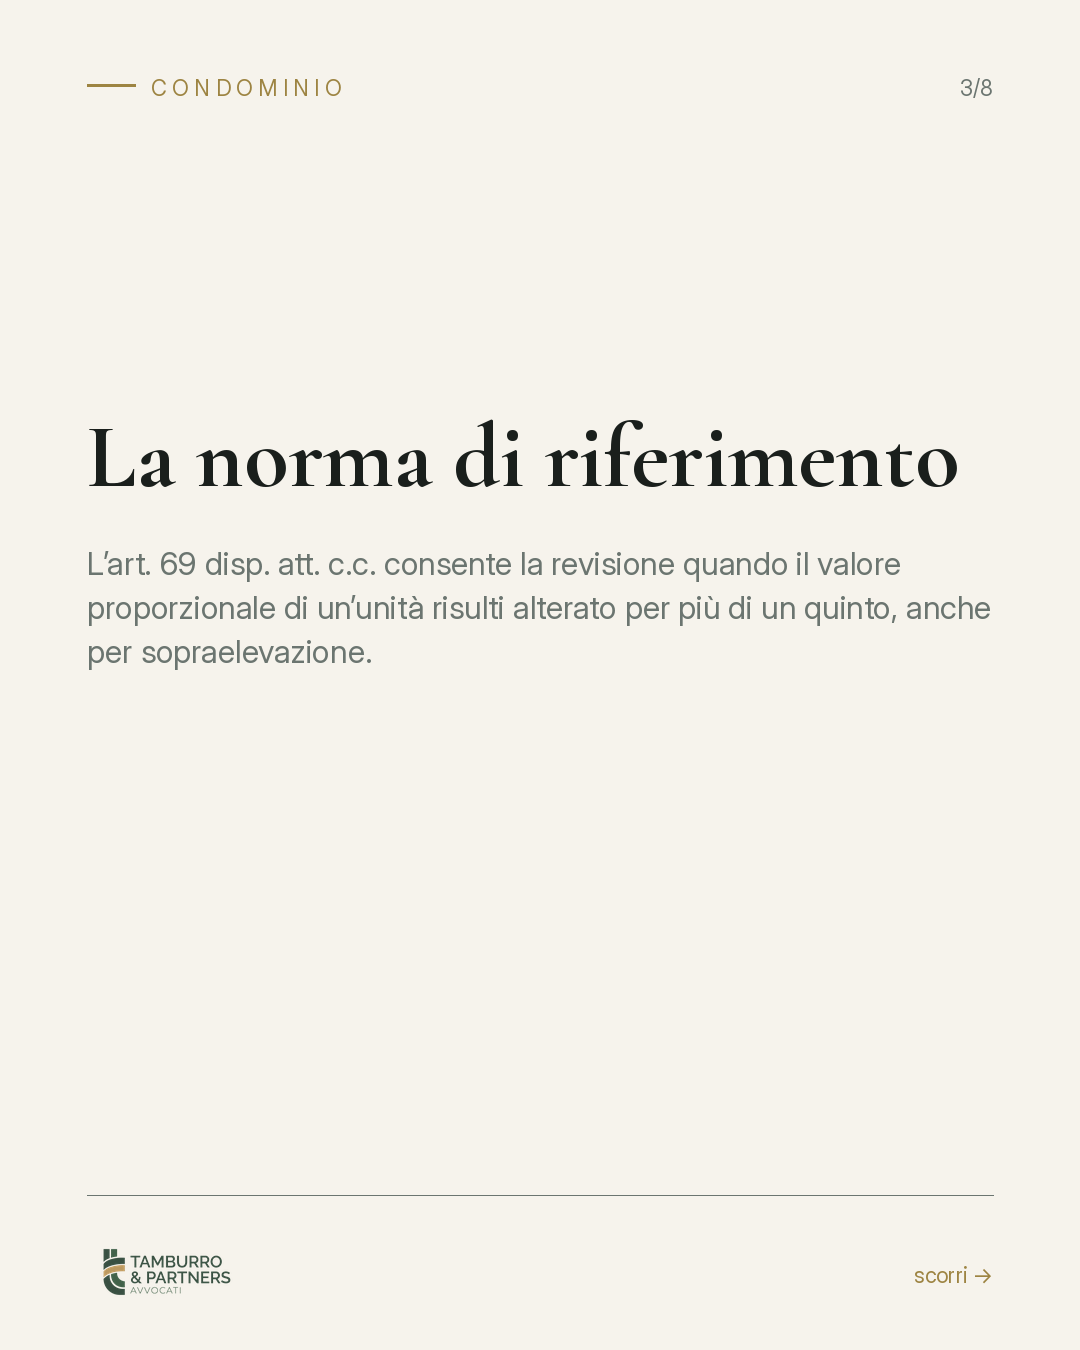 CONDOMINIO
3/8
La norma di riferimento
L’art. 69 disp. att. c.c. consente la revisione quando il valore
proporzionale di un’unità risulti alterato per più di un quinto, anche
per sopraelevazione.
TAMBURRO
& PARTNERS
AVVOCATI
scorri →